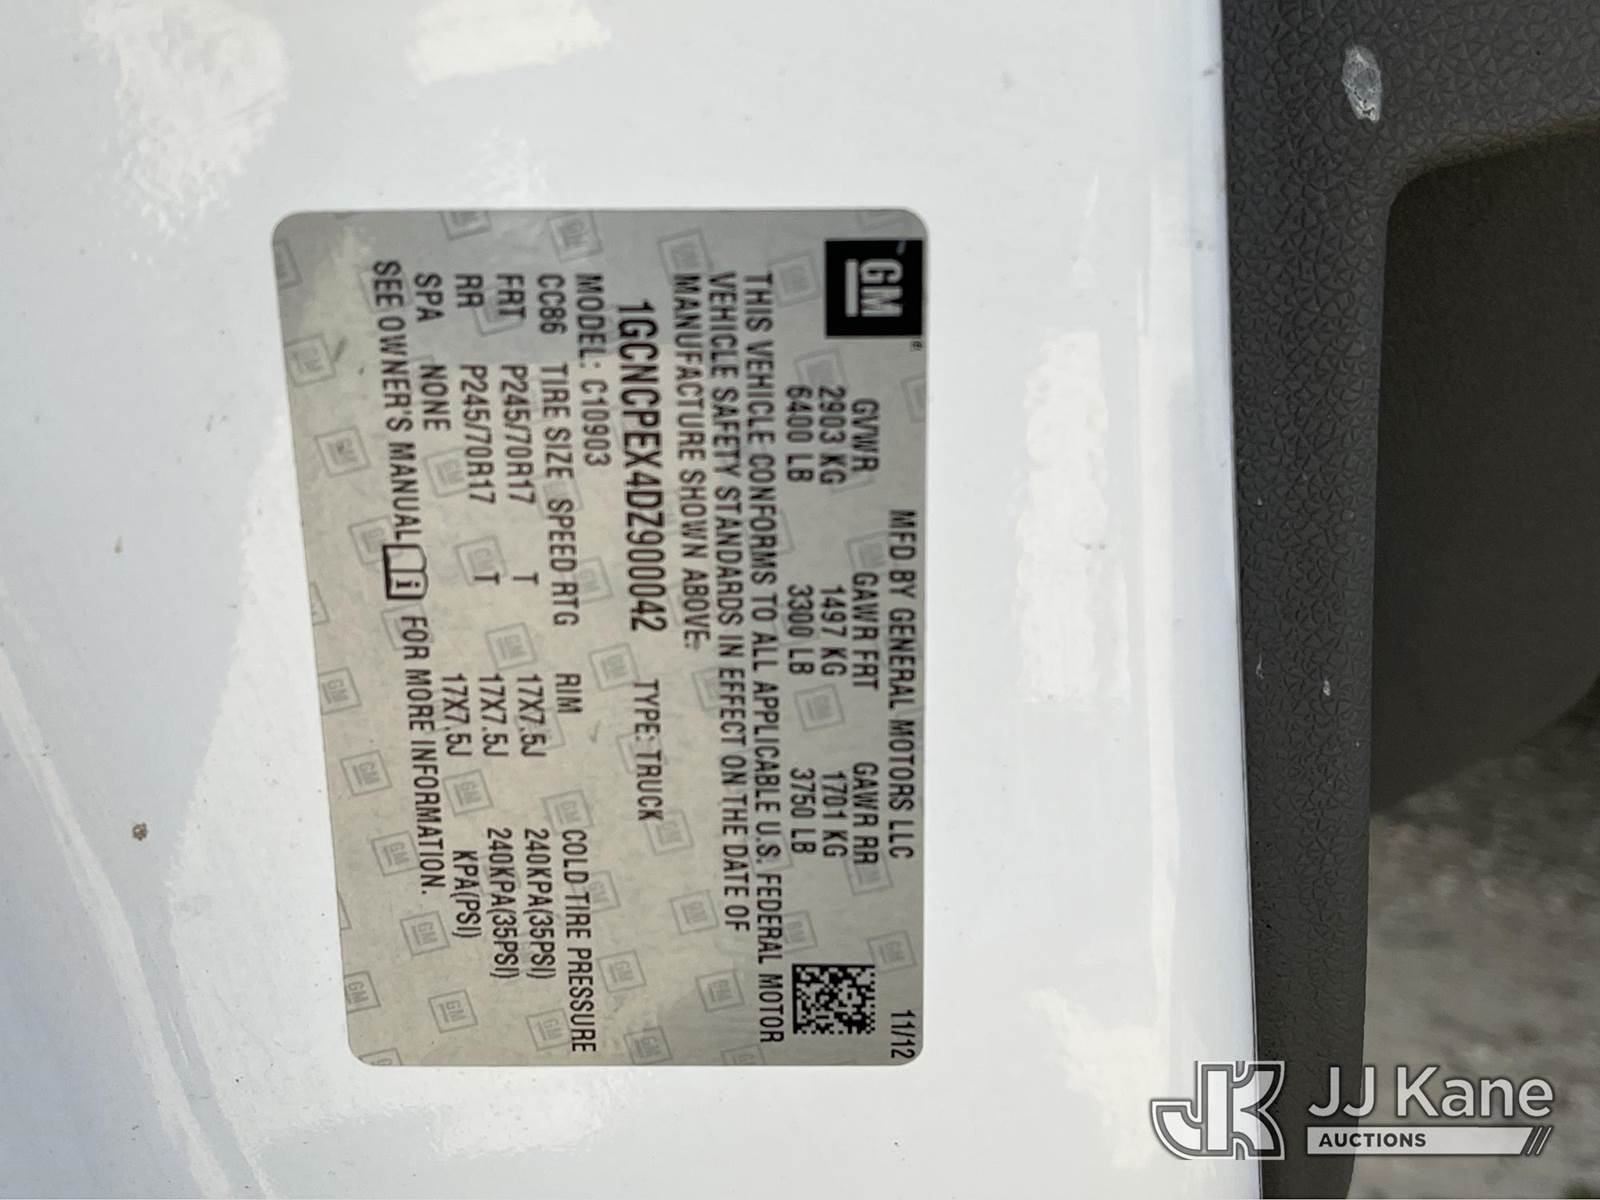 GM
MFD BY GENERAL MOTORS LLC 11/12
GVWR GAWR FRT GAWR RR
2903 KG 1497 KG 1701 KG
6400 LB 3300 LB 3750 LB
THIS VEHICLE CONFORMS TO ALL APPLICABLE U.S. FEDERAL MOTOR
VEHICLE SAFETY STANDARDS IN EFFECT ON THE DATE OF
MANUFACTURE SHOWN ABOVE.
1GCNCPEX4DZ900042 TYPE: TRUCK
MODEL: C10903
CC86 TIRE SIZE SPEED RTG RIM COLD TIRE PRESSURE
FRT P245/70R17 T 17X7.5J 240KPA(35PSI)
RR P245/70R17 T 17X7.5J 240KPA(35PSI)
SPA NONE 17X7.5J KPA(PSI)
SEE OWNER'S MANUAL i FOR MORE INFORMATION.
JK JJ Kane
AUCTIONS